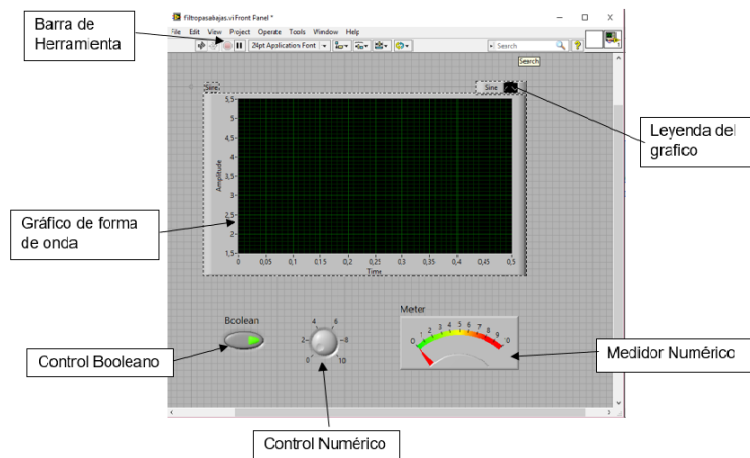 Barra de
Herramienta
Filtropasabajas.vi Front Panel *
File Edit View Project Operate Tools Window Help
24pt Application Font
Search
Search
Sine
Sine
Leyenda del
grafico
5,5
5
4,5
4
3,5
3
2,5
2
1,5
Amplitude
0 0,05 0,1 0,15 0,2 0,25 0,3 0,35 0,4 0,45 0,5
Time
Gráfico de forma
de onda
Boolean
0 2 4 6 8 10
Meter
0 1 2 3 4 5 6 7 8 9
Control Booleano
Medidor Numérico
Control Numérico